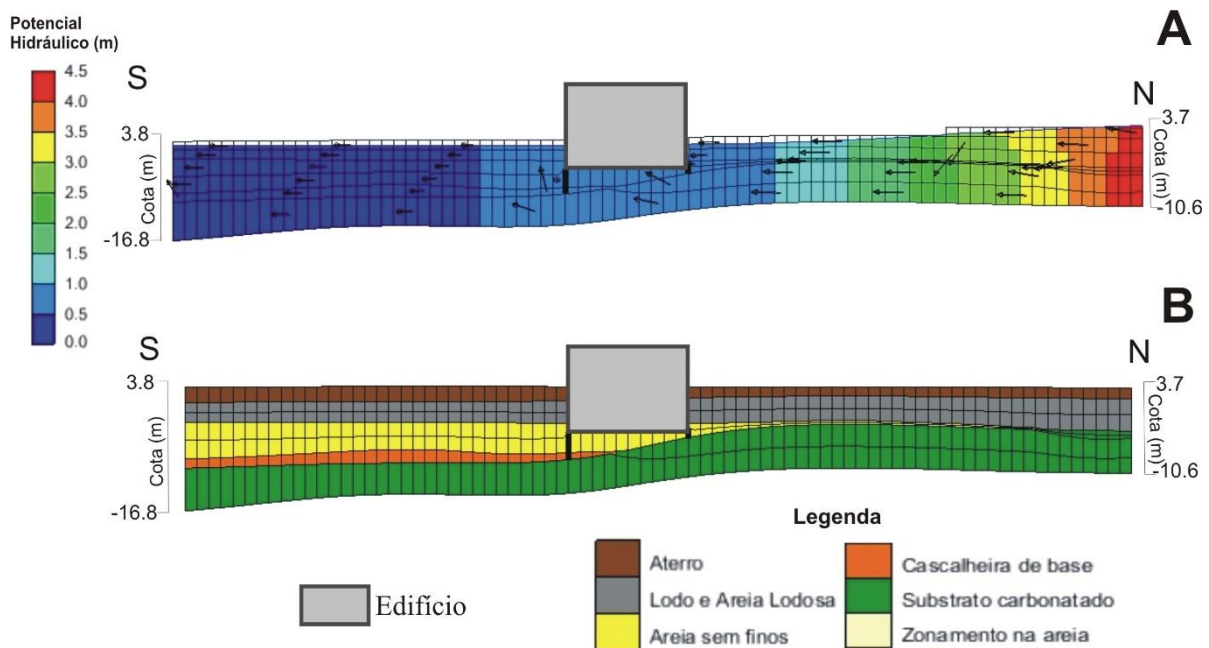 Potencial
Hidráulico (m)
4.5
4.0
3.5
3.0
2.5
2.0
1.5
1.0
0.5
0.0
A
S
N
3.8
Cota (m)
-16.8
3.7
Cota (m)
-10.6
B
S
N
3.8
Cota (m)
-16.8
3.7
Cota (m)
-10.6
Legenda
Edifício
Aterro
Lodo e Areia Lodosa
Areia sem finos
Cascalheira de base
Substrato carbonatado
Zonamento na areia